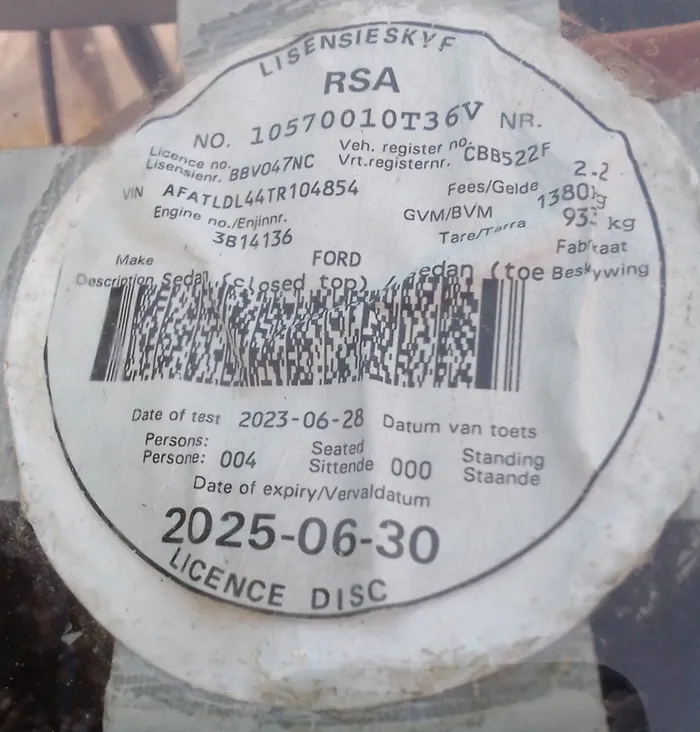 LISENSIESKYF
RSA
NO. 10570010T36V NR.
Licence no. Veh. register no.
Lisensienr. BBV047NC Vrt.registernr. CBB522F
VIN AFATLDL44TR104854 Fees/Gelde
Engine no./Enjinnr. GVM/BVM 1380kg
3B14136 Tare/Tarra kg
Make FORD Fabrikaat
Description Sedan (closed top) / Sedan (toe Beskrywing
Date of test 2023-06-28 Datum van toets
Persons: Seated Standing
Persone: 004 Sittende 000 Staande
Date of expiry/Vervaldatum
2025-06-30
LICENCE DISC